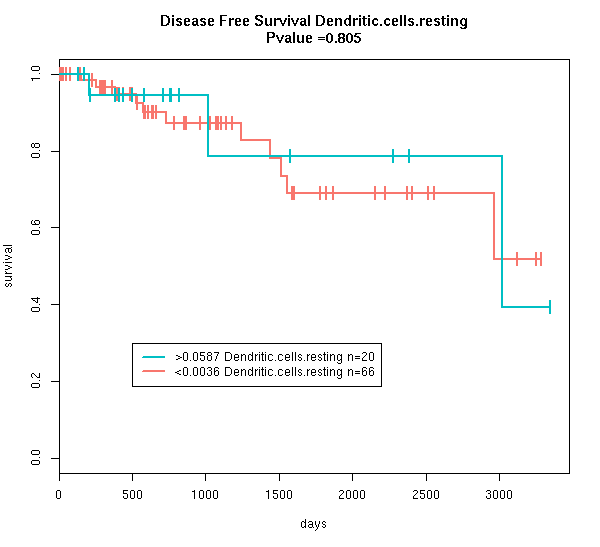 Disease Free Survival Dendritic.cells.resting
Pvalue =0.805
1.0
0.8
0.6
0.4
0.2
0.0
survival
>0.0587 Dendritic.cells.resting n=20
<0.0036 Dendritic.cells.resting n=66
0 500 1000 1500 2000 2500 3000
days